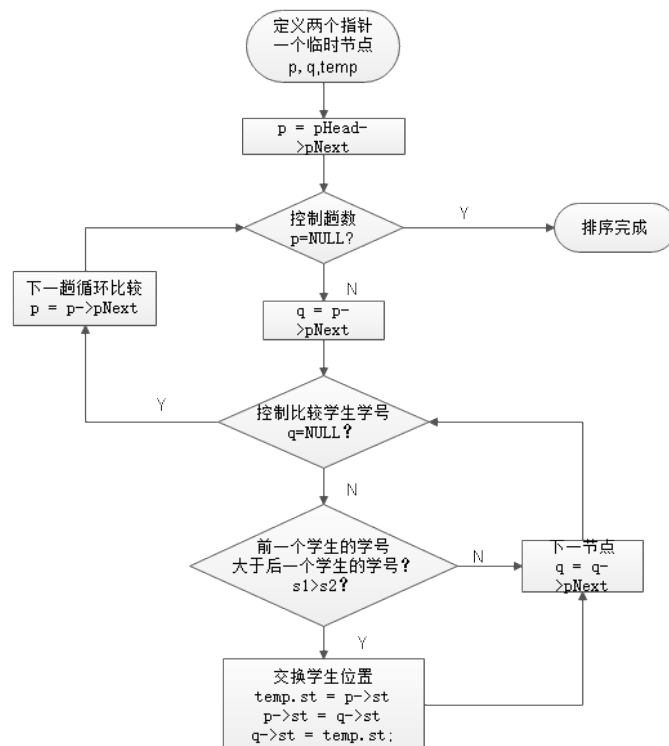 定义两个指针
一个临时节点
p, q,temp
p = pHead-
>pNext
控制趟数
p=NULL?
Y
排序完成
下一趟循环比较
p = p->pNext
N
q = p-
>pNext
Y
控制比较学生学号
q=NULL?
N
前一个学生的学号
大于后一个学生的学号?
s1>s2?
N
下一节点
q = q-
>pNext
Y
交换学生位置
temp.st = p->st
p->st = q->st
q->st = temp.st;